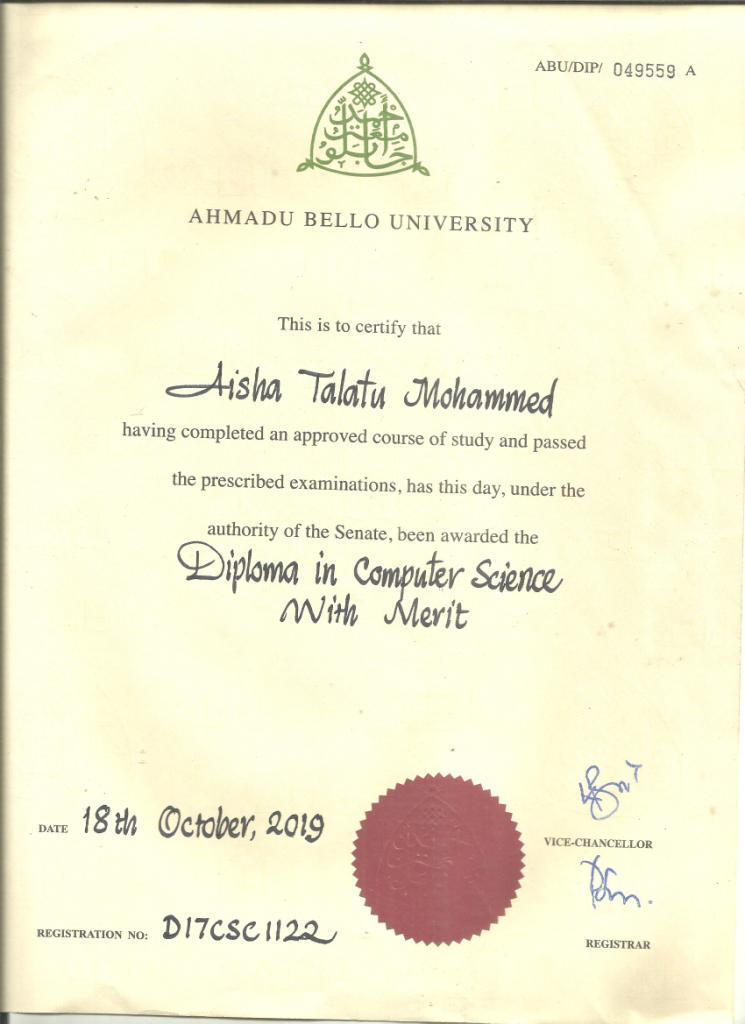 ABU/DIP/ 049559 A
AHMADU BELLO UNIVERSITY
This is to certify that
Aisha Talatu Mohammed
having completed an approved course of study and passed
the prescribed examinations, has this day, under the
authority of the Senate, been awarded the
Diploma in Computer Science
With Merit
DATE 18th October, 2019
VICE-CHANCELLOR
REGISTRATION NO: D17CSC1122
REGISTRAR